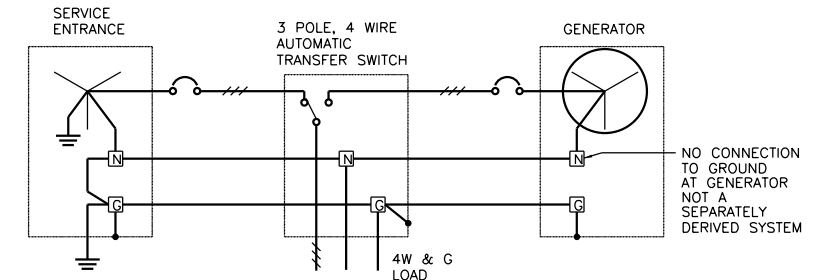 SERVICE
ENTRANCE
3 POLE, 4 WIRE
AUTOMATIC
TRANSFER SWITCH
GENERATOR
N
N
N
NO CONNECTION
TO GROUND
AT GENERATOR
NOT A
SEPARATELY
DERIVED SYSTEM
G
G
G
4W & G
LOAD